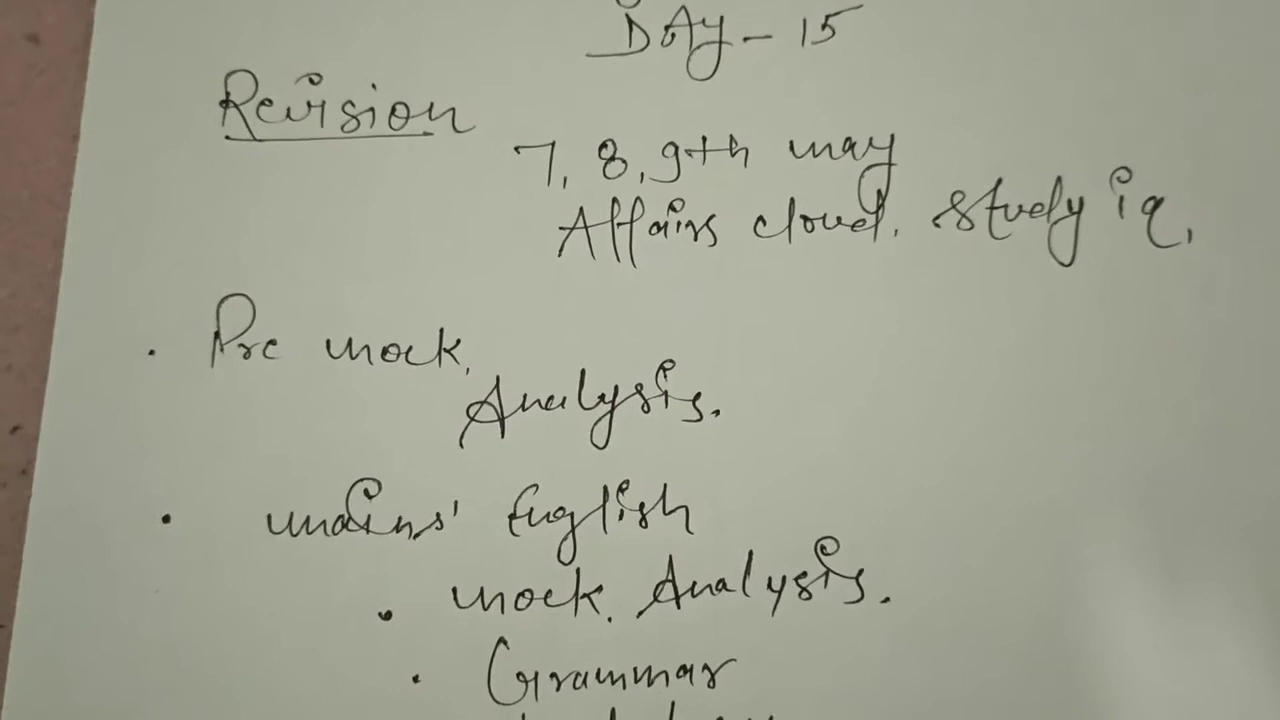 DAy - 15
Revision
7, 8, 9th may
Affairs cloud. study iq,
. Pre mock,
Analysis.
. mains' English
. mock. Analysis.
. Grammar